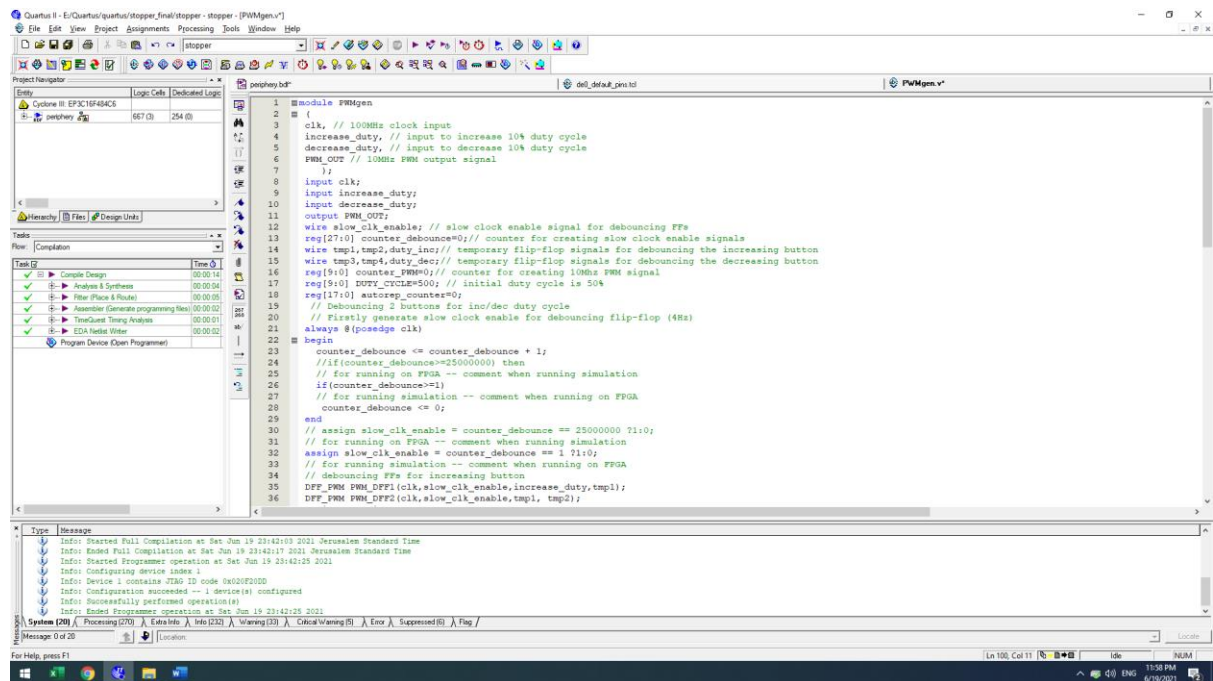 Quartus II - E:/Quartus/quartus/stopper_final/stopper - stopper - [PWMgen.v*]
File Edit View Project Assignments Processing Tools Window Help
stopper
Project Navigator
Entity Logic Cells Dedicated Logic
Cyclone III: EP3C16F484C6
periphery 667 (3) 254 (0)
Hierarchy Files Design Units
Tasks
Flow: Compilation
Task Time
Compile Design 00:00:14
Analysis & Synthesis 00:00:04
Fitter (Place & Route) 00:00:05
Assembler (Generate programming files) 00:00:02
TimeQuest Timing Analysis 00:00:01
EDA Netlist Writer 00:00:02
Program Device (Open Programmer)
periphery.bdf* dell_default_pins.tcl PWMgen.v*
1 module PWMgen
2 (
3 clk, // 100MHz clock input
4 increase_duty, // input to increase 10% duty cycle
5 decrease_duty, // input to decrease 10% duty cycle
6 PWM_OUT // 10MHz PWM output signal
7 );
8 input clk;
9 input increase_duty;
10 input decrease_duty;
11 output PWM_OUT;
12 wire slow_clk_enable; // slow clock enable signal for debouncing FFs
13 reg[27:0] counter_debounce=0;// counter for creating slow clock enable signals
14 wire tmp1,tmp2,duty_inc;// temporary flip-flop signals for debouncing the increasing button
15 wire tmp3,tmp4,duty_dec;// temporary flip-flop signals for debouncing the decreasing button
16 reg[9:0] counter_PWM=0;// counter for creating 10Mhz PWM signal
17 reg[9:0] DUTY_CYCLE=500; // initial duty cycle is 50%
18 reg[17:0] autorep_counter=0;
19 // Debouncing 2 buttons for inc/dec duty cycle
20 // Firstly generate slow clock enable for debouncing flip-flop (4Hz)
21 always @(posedge clk)
22 begin
23 counter_debounce <= counter_debounce + 1;
24 //if(counter_debounce>=25000000) then
25 // for running on FPGA -- comment when running simulation
26 if(counter_debounce>=1)
27 // for running simulation -- comment when running on FPGA
28 counter_debounce <= 0;
29 end
30 // assign slow_clk_enable = counter_debounce == 25000000 ?1:0;
31 // for running on FPGA -- comment when running simulation
32 assign slow_clk_enable = counter_debounce == 1 ?1:0;
33 // for running simulation -- comment when running on FPGA
34 // debouncing FFs for increasing button
35 DFF_PWM PWM_DFF1(clk,slow_clk_enable,increase_duty,tmp1);
36 DFF_PWM PWM_DFF2(clk,slow_clk_enable,tmp1, tmp2);
Type Message
Info: Started Full Compilation at Sat Jun 19 23:42:03 2021 Jerusalem Standard Time
Info: Ended Full Compilation at Sat Jun 19 23:42:17 2021 Jerusalem Standard Time
Info: Started Programmer operation at Sat Jun 19 23:42:25 2021
Info: Configuring device index 1
Info: Device 1 contains JTAG ID code 0x020F20DD
Info: Configuration succeeded -- 1 device(s) configured
Info: Successfully performed operation(s)
Info: Ended Programmer operation at Sat Jun 19 23:42:25 2021
System (20) Processing (270) Extra Info Info (232) Warning (33) Critical Warning (5) Error Suppressed (6) Flag
Messages
Message: 0 of 20 Location: Locate
For Help, press F1 Ln 100, Col 11 Idle NUM
ENG 11:58 PM
6/19/2021